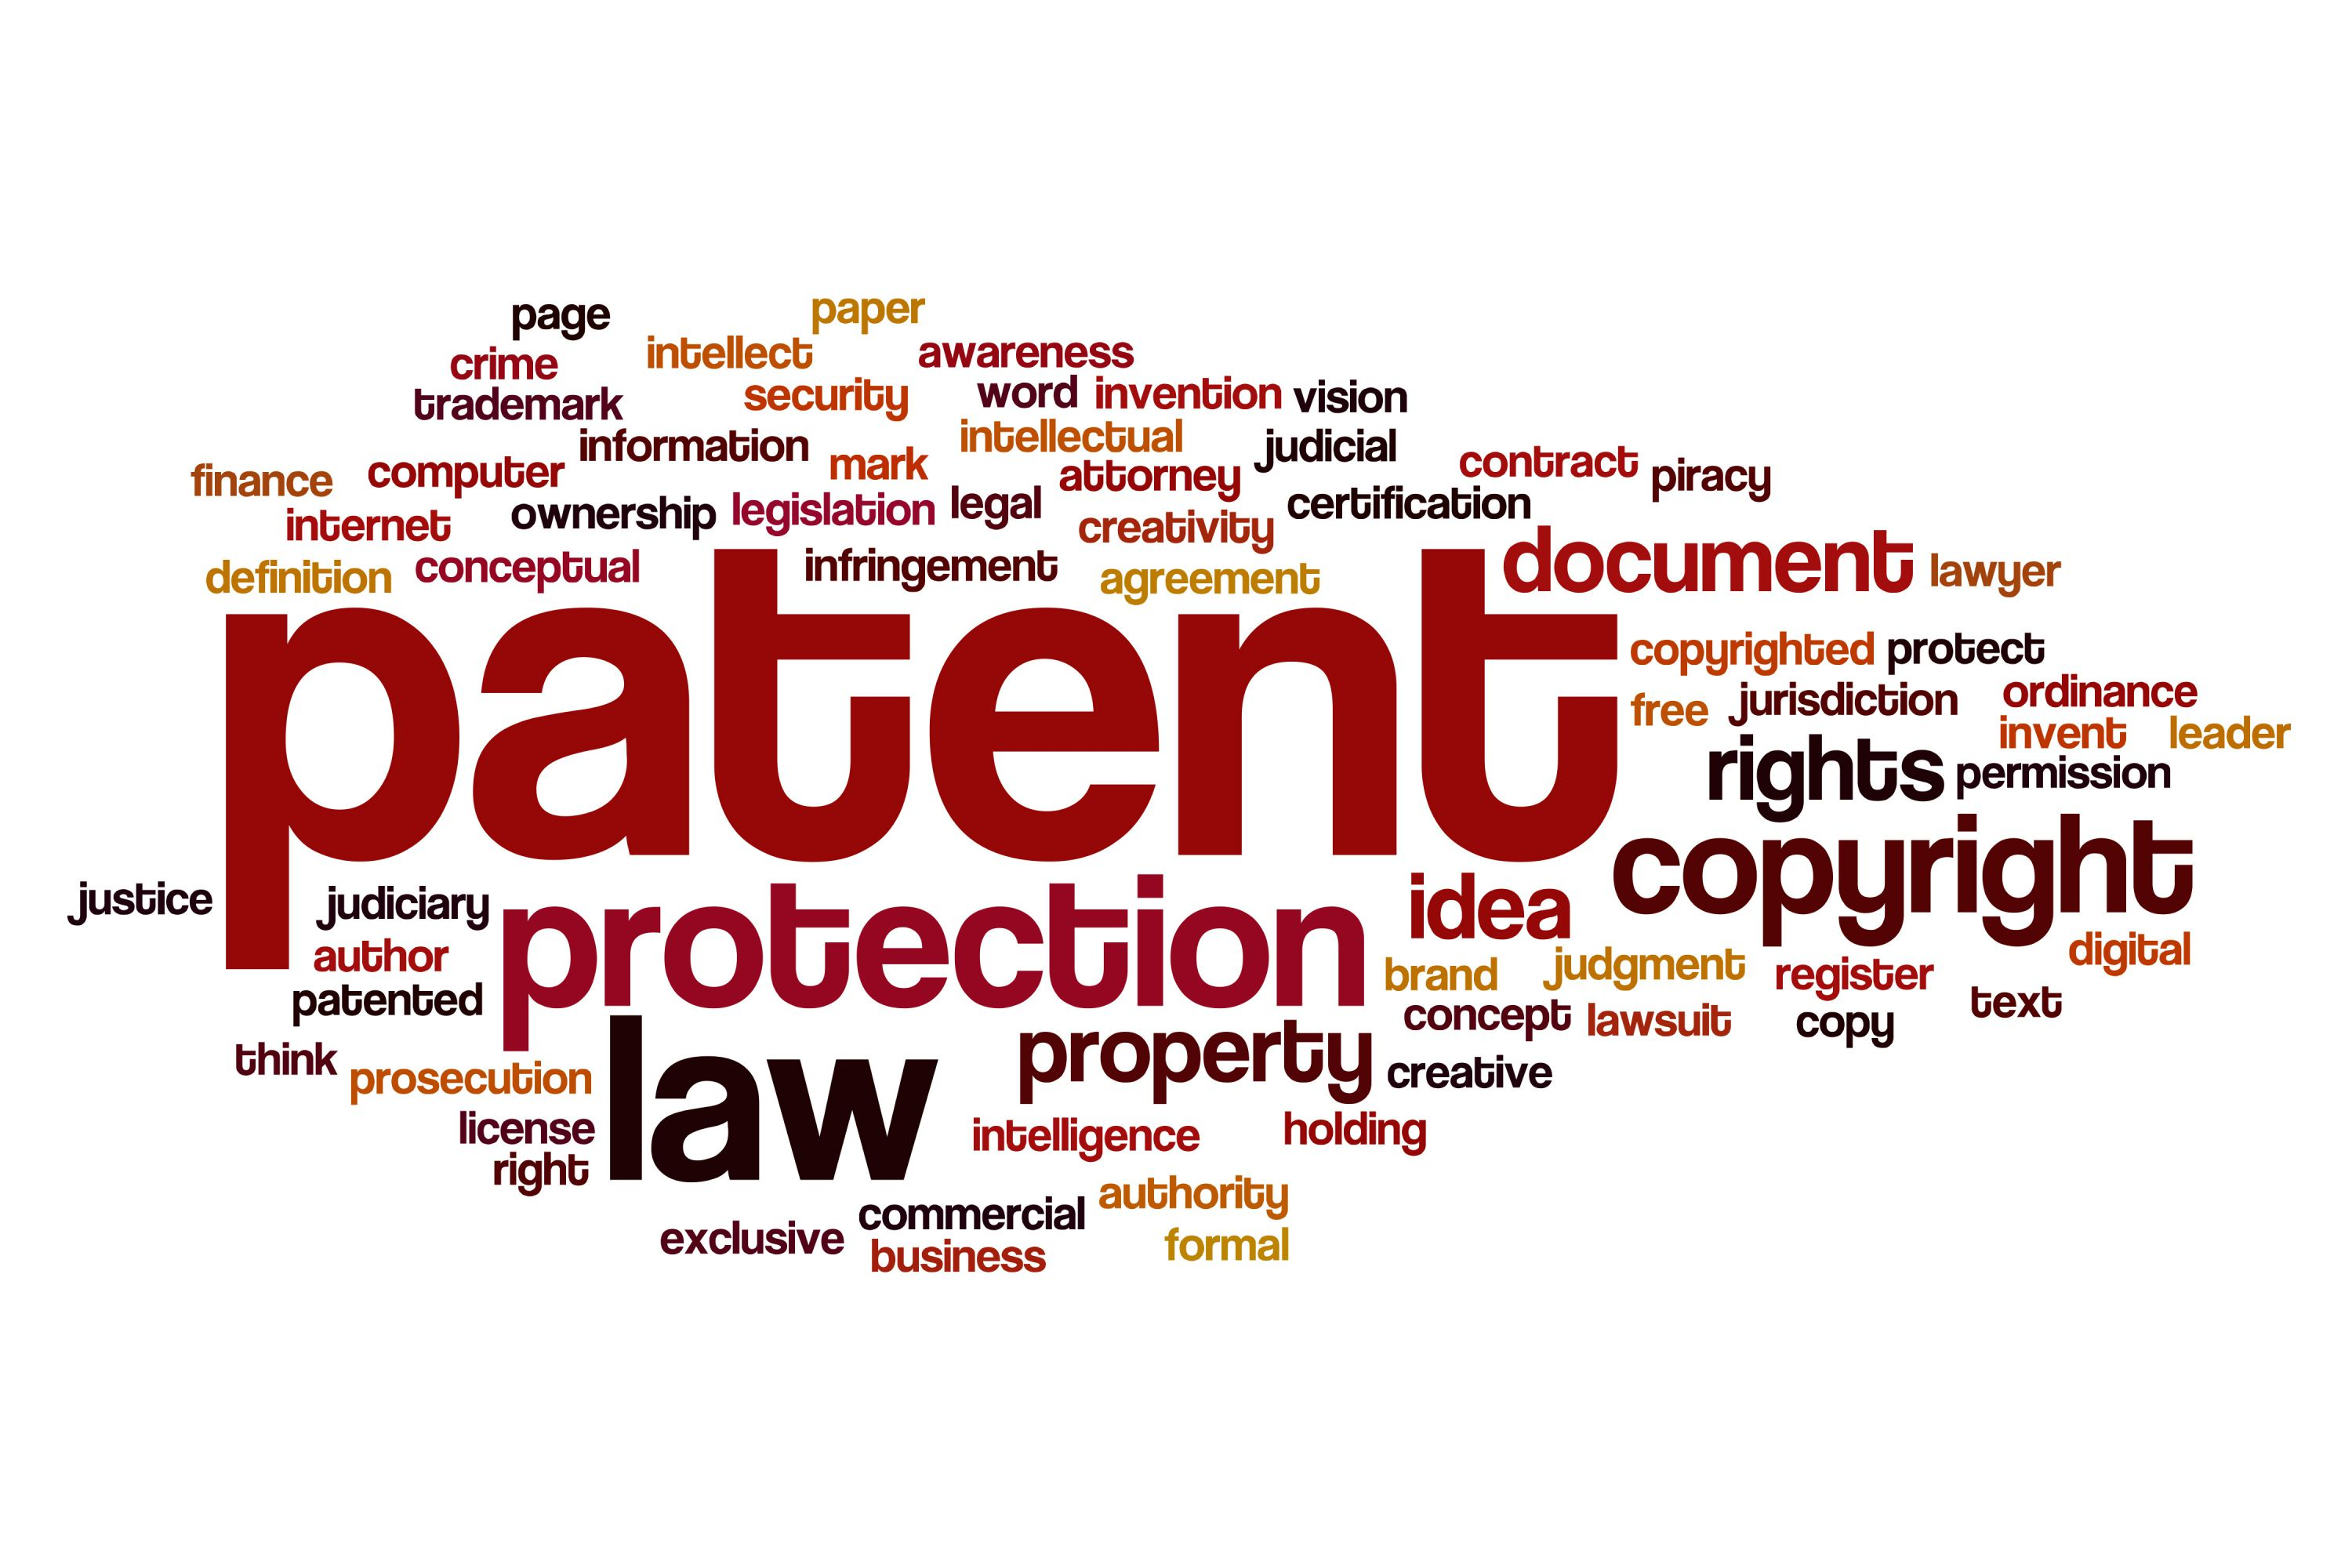 page paper
crime intellect awareness
trademark security word invention vision
information mark intellectual judicial
finance computer attorney contract piracy
internet ownership legislation legal creativity certification
definition conceptual infringement agreement document lawyer
patent
copyrighted protect
free jurisdiction ordinance
invent leader
rights permission
copyright
justice judiciary protection idea
author brand judgment register digital
patented concept lawsuit copy text
think prosecution law property creative
license intelligence holding
right
exclusive commercial authority
business formal